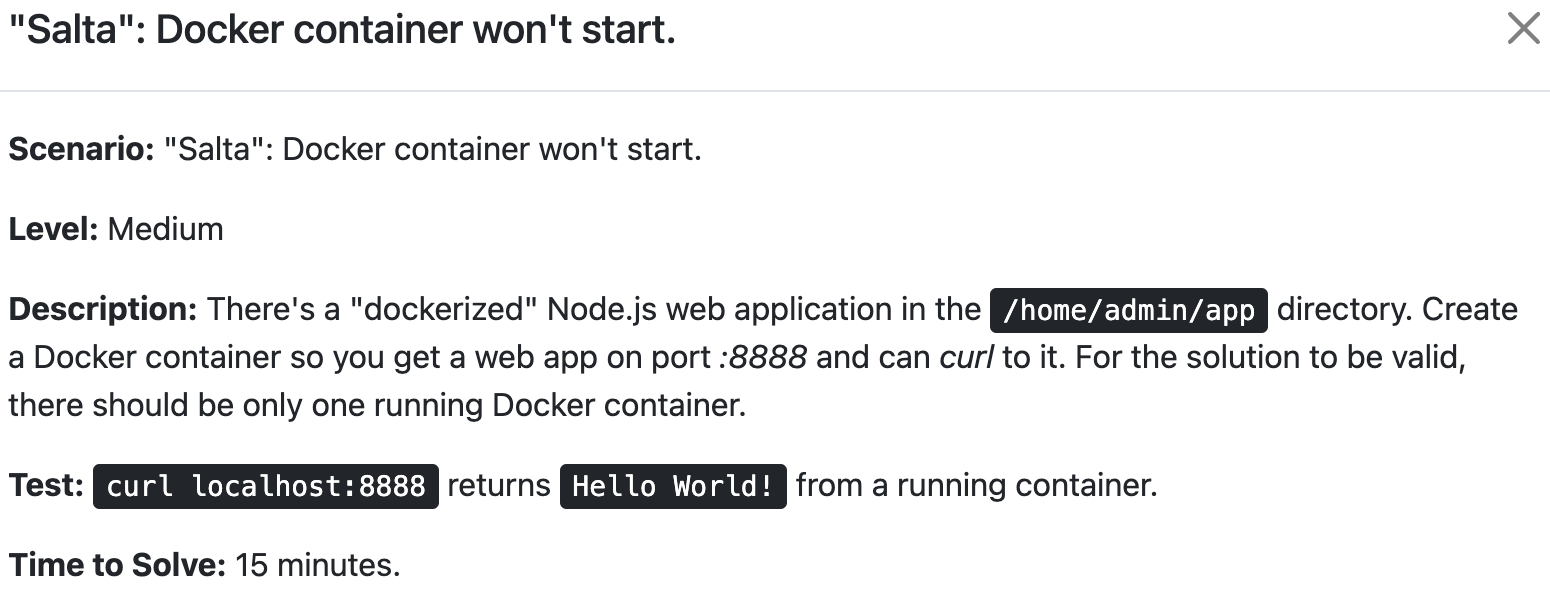 "Salta": Docker container won't start.
Scenario: "Salta": Docker container won't start.
Level: Medium
Description: There's a "dockerized" Node.js web application in the /home/admin/app directory. Create
a Docker container so you get a web app on port :8888 and can curl to it. For the solution to be valid,
there should be only one running Docker container.
Test: curl localhost:8888 returns Hello World! from a running container.
Time to Solve: 15 minutes.